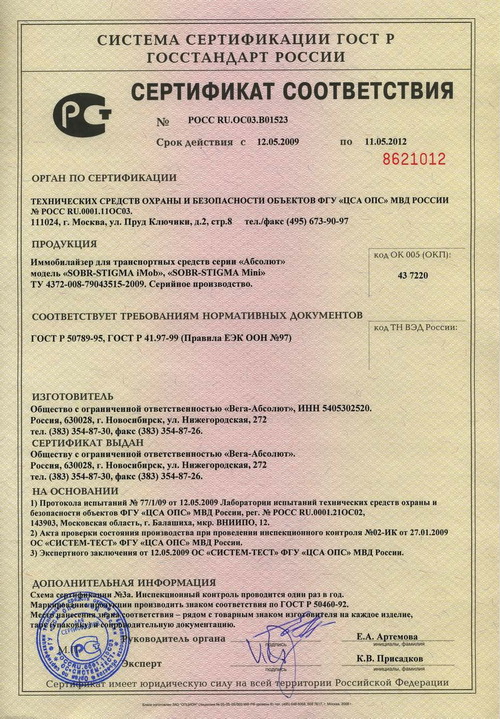 СИСТЕМА СЕРТИФИКАЦИИ ГОСТ Р
ГОССТАНДАРТ РОССИИ
СЕРТИФИКАТ СООТВЕТСТВИЯ
№ РОСС RU.ОС03.В01523
Срок действия с 12.05.2009 по 11.05.2012
8621012
ОРГАН ПО СЕРТИФИКАЦИИ
ТЕХНИЧЕСКИХ СРЕДСТВ ОХРАНЫ И БЕЗОПАСНОСТИ ОБЪЕКТОВ ФГУ «ЦСА ОПС» МВД РОССИИ
№ РОСС RU.0001.11ОС03.
111024, г. Москва, ул. Пруд Ключики, д.2, стр.8 тел./факс (495) 673-90-97
ПРОДУКЦИЯ
Иммобилайзер для транспортных средств серии «Абсолют»
модель «SOBR-STIGMA iMob», «SOBR-STIGMA Mini»
ТУ 4372-008-79043515-2009. Серийное производство.
код ОК 005 (ОКП):
43 7220
СООТВЕТСТВУЕТ ТРЕБОВАНИЯМ НОРМАТИВНЫХ ДОКУМЕНТОВ
ГОСТ Р 50789-95, ГОСТ Р 41.97-99 (Правила ЕЭК ООН №97)
код ТН ВЭД России:
ИЗГОТОВИТЕЛЬ
Общество с ограниченной ответственностью «Вега-Абсолют», ИНН 5405302520.
Россия, 630028, г. Новосибирск, ул. Нижегородская, 272
тел. (383) 354-87-30, факс (383) 354-87-26.
СЕРТИФИКАТ ВЫДАН
Обществу с ограниченной ответственностью «Вега-Абсолют».
Россия, 630028, г. Новосибирск, ул. Нижегородская, 272
тел. (383) 354-87-30, факс (383) 354-87-26.
НА ОСНОВАНИИ
1) Протокола испытаний № 77/1/09 от 12.05.2009 Лаборатории испытаний технических средств охраны и
безопасности объектов ФГУ «ЦСА ОПС» МВД России, рег. № РОСС RU.0001.21ОС02,
143903, Московская область, г. Балашиха, мкр. ВНИИПО, 12.
2) Акта проверки состояния производства при проведении инспекционного контроля №02-ИК от 27.01.2009
ОС «СИСТЕМ-ТЕСТ» ФГУ «ЦСА ОПС» МВД России.
3) Экспертного заключения от 12.05.2009 ОС «СИСТЕМ-ТЕСТ» ФГУ «ЦСА ОПС» МВД России.
ДОПОЛНИТЕЛЬНАЯ ИНФОРМАЦИЯ
Схема сертификации №3а. Инспекционный контроль проводится один раз в год.
Маркирование продукции производить знаком соответствия по ГОСТ Р 50460-92.
Место нанесения знака соответствия – рядом с товарным знаком изготовителя на каждое изделие,
тару, упаковку и сопроводительную документацию.
Руководитель органа
подпись
Е.А. Артемова
инициалы, фамилия
М.П.
Эксперт
подпись
К.В. Присадков
инициалы, фамилия
Сертификат имеет юридическую силу на всей территории Российской Федерации